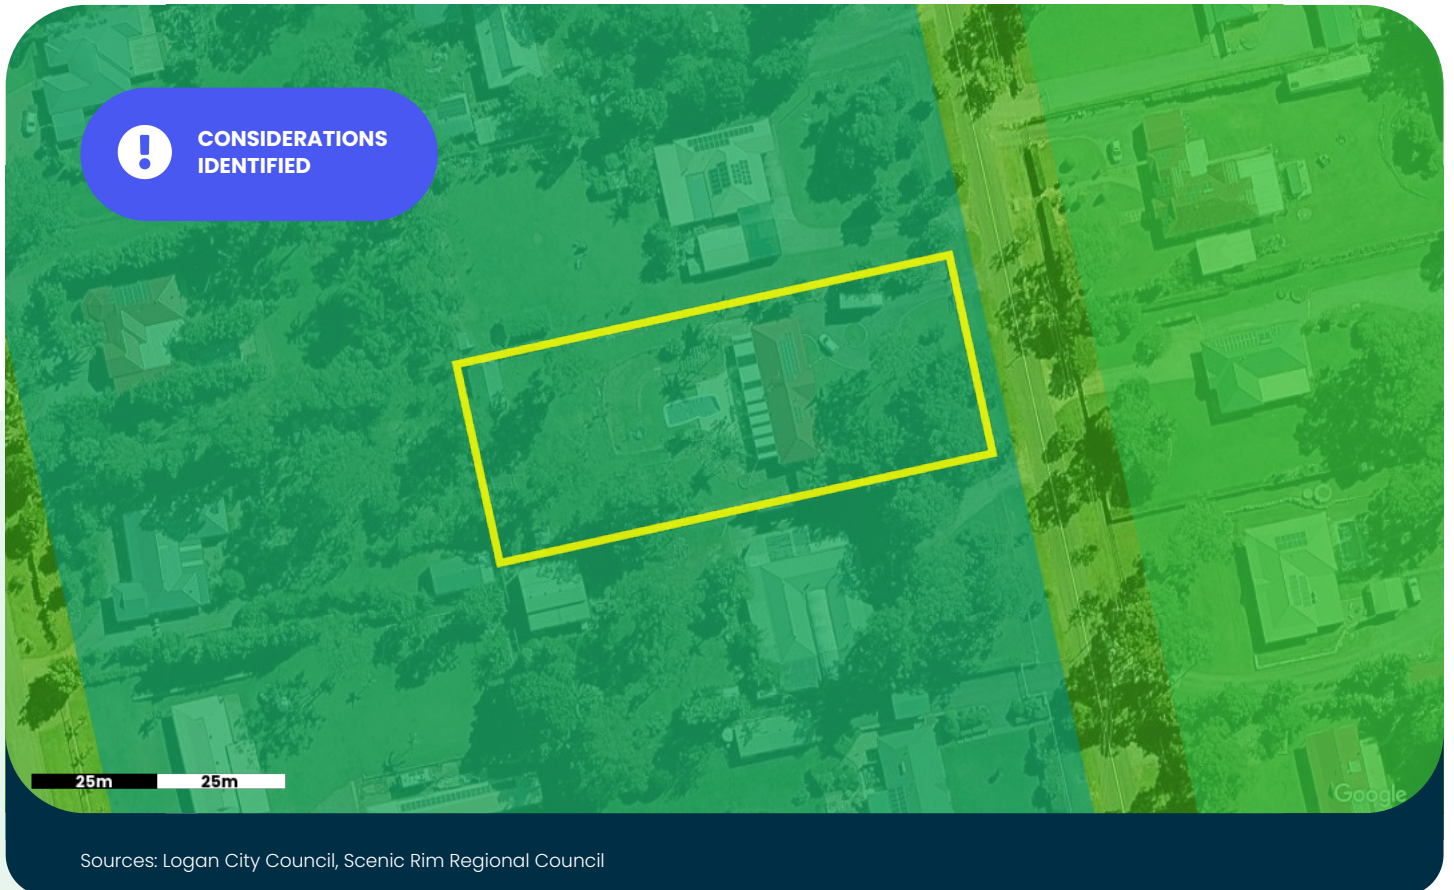 CONSIDERATIONS
IDENTIFIED
25m 25m
Google
Sources: Logan City Council, Scenic Rim Regional Council